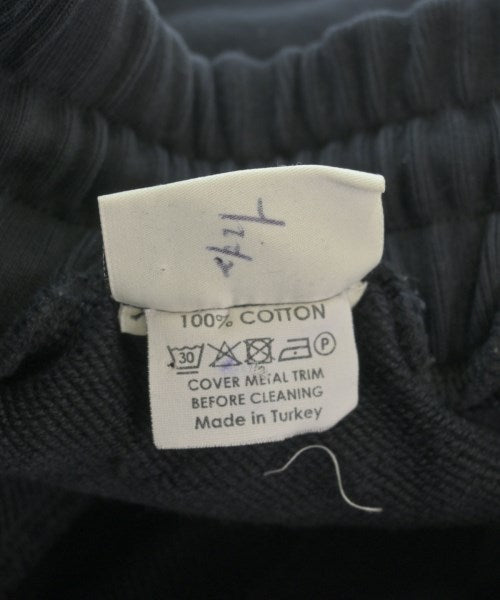 100% COTTON
30 P
COVER METAL TRIM
BEFORE CLEANING
Made in Turkey